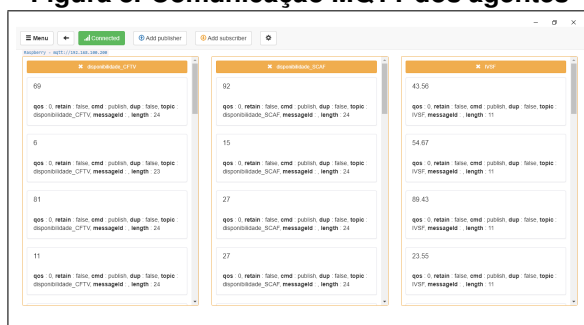 Figura 3: Comunicação MQTT dos agentes
Menu
Connected
Add publisher
Add subscriber
Raspberry - mqtt://192.168.100.200
disponibilidade_CFTV
69
qos : 0, retain : false, cmd : publish, dup : false, topic :
disponibilidade_CFTV, messageId : , length : 24
6
qos : 0, retain : false, cmd : publish, dup : false, topic :
disponibilidade_CFTV, messageId : , length : 23
81
qos : 0, retain : false, cmd : publish, dup : false, topic :
disponibilidade_CFTV, messageId : , length : 24
11
qos : 0, retain : false, cmd : publish, dup : false, topic :
disponibilidade_CFTV, messageId : , length : 24
disponibilidade_SCAF
92
qos : 0, retain : false, cmd : publish, dup : false, topic :
disponibilidade_SCAF, messageId : , length : 24
15
qos : 0, retain : false, cmd : publish, dup : false, topic :
disponibilidade_SCAF, messageId : , length : 24
27
qos : 0, retain : false, cmd : publish, dup : false, topic :
disponibilidade_SCAF, messageId : , length : 24
27
qos : 0, retain : false, cmd : publish, dup : false, topic :
disponibilidade_SCAF, messageId : , length : 24
IVSF
43.56
qos : 0, retain : false, cmd : publish, dup : false, topic :
IVSF, messageId : , length : 11
54.67
qos : 0, retain : false, cmd : publish, dup : false, topic :
IVSF, messageId : , length : 11
89.43
qos : 0, retain : false, cmd : publish, dup : false, topic :
IVSF, messageId : , length : 11
23.55
qos : 0, retain : false, cmd : publish, dup : false, topic :
IVSF, messageId : , length : 11